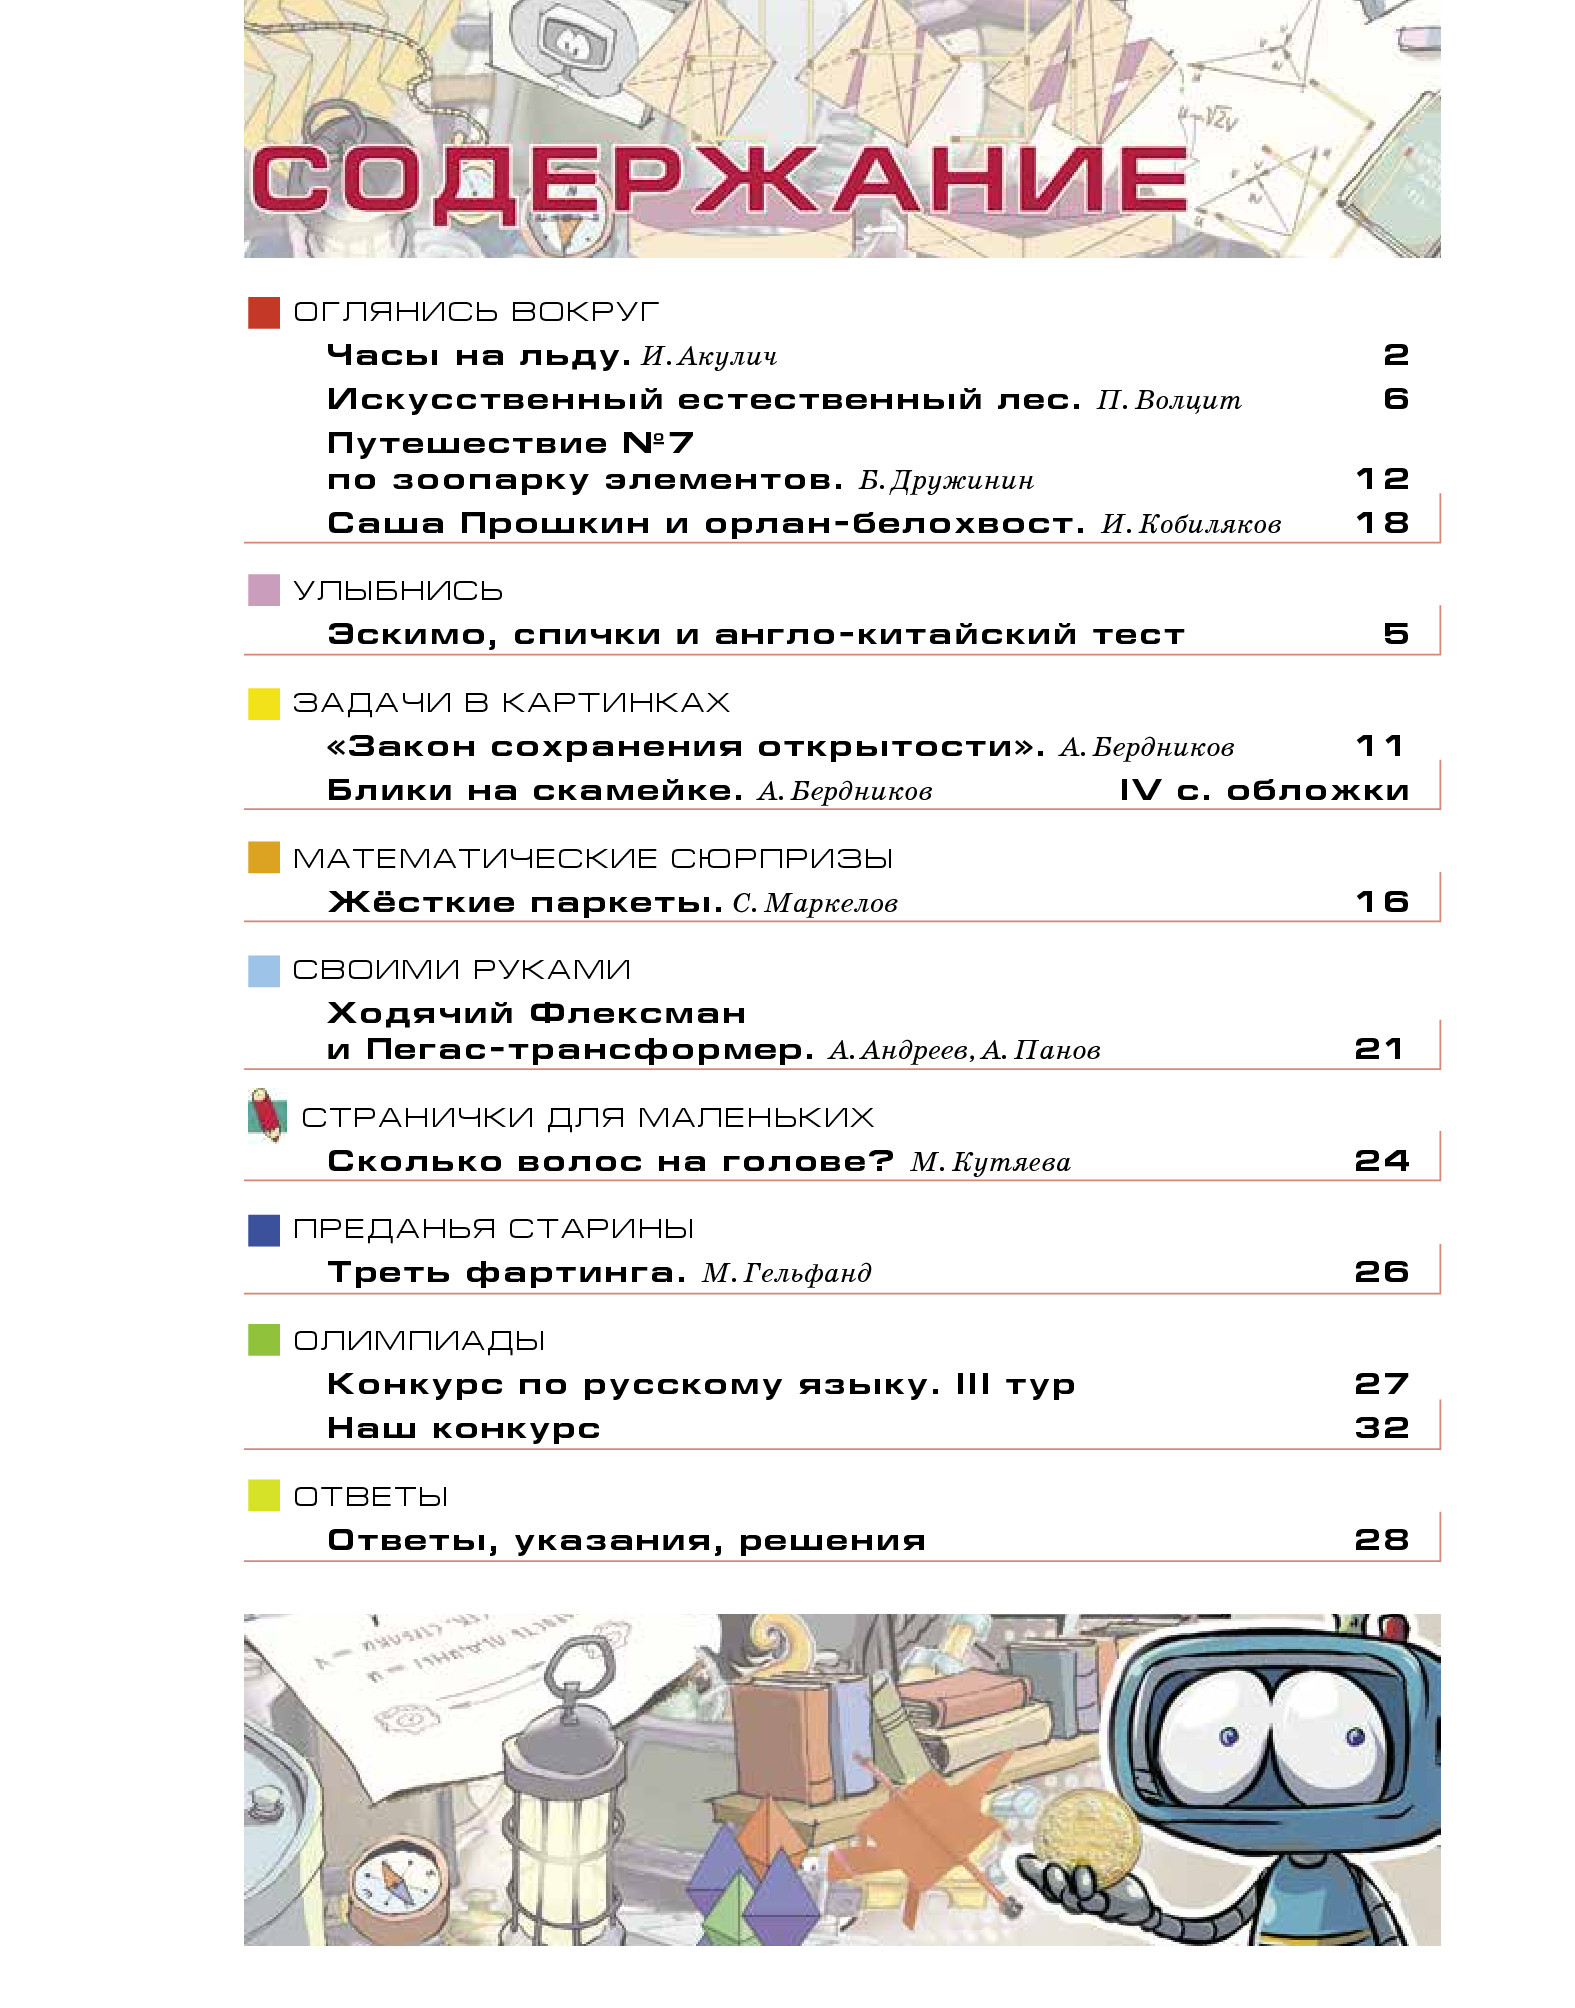 СОДЕРЖАНИЕ
ОГЛЯНИСЬ ВОКРУГ
Часы на льду. И. Акулич 2
Искусственный естественный лес. П. Волцит 6
Путешествие №7
по зоопарку элементов. Б. Дружинин 12
Саша Прошкин и орлан-белохвост. И. Кобиляков 18
УЛЫБНИСЬ
Эскимо, спички и англо-китайский тест 5
ЗАДАЧИ В КАРТИНКАХ
«Закон сохранения открытости». А. Бердников 11
Блики на скамейке. А. Бердников IV с. обложки
МАТЕМАТИЧЕСКИЕ СЮРПРИЗЫ
Жёсткие паркеты. С. Маркелов 16
СВОИМИ РУКАМИ
Ходячий Флексман
и Пегас-трансформер. А. Андреев, А. Панов 21
СТРАНИЧКИ ДЛЯ МАЛЕНЬКИХ
Сколько волос на голове? М. Кутяева 24
ПРЕДАНЬЯ СТАРИНЫ
Треть фартинга. М. Гельфанд 26
ОЛИМПИАДЫ
Конкурс по русскому языку. III тур 27
Наш конкурс 32
ОТВЕТЫ
Ответы, указания, решения 28